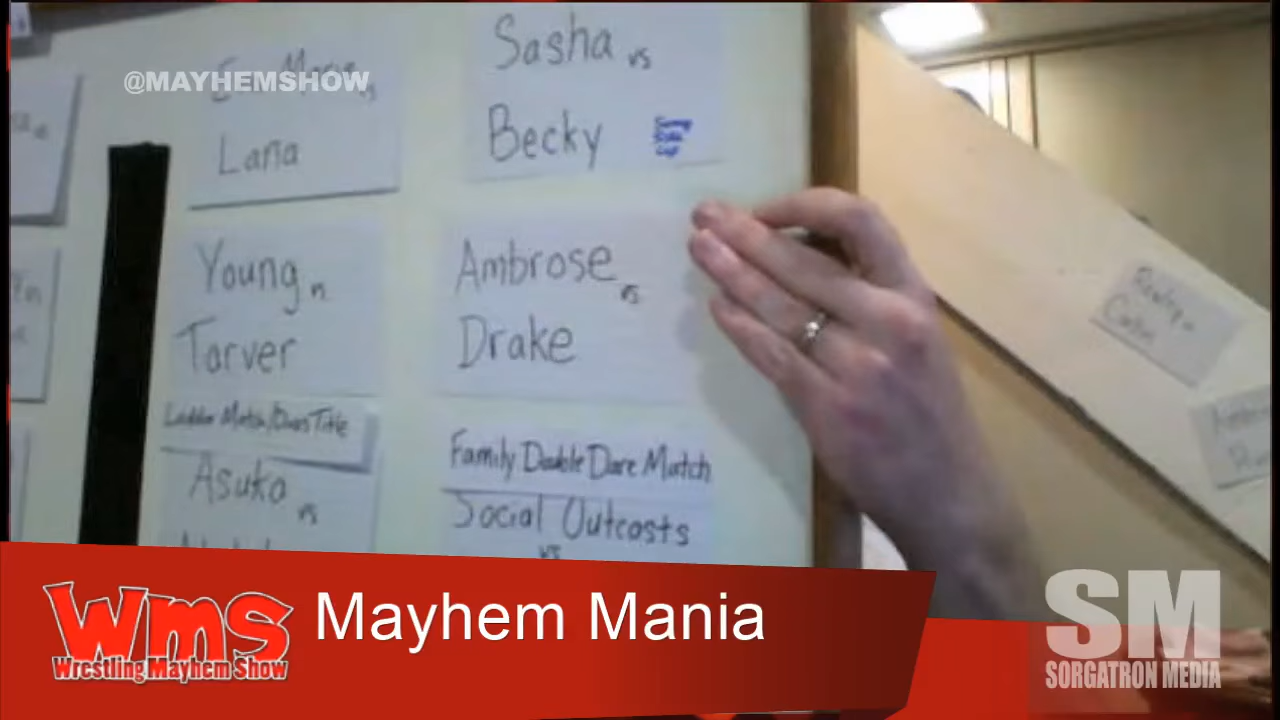 @MAYHEMSHOW
Sasha vs
Becky
Lana
Young vs
Tarver
Ambrose vs
Drake
Ladder Match/Divas Title
Asuka vs
Family Double Dare Match
Social Outcasts
vs
wms
Wrestling Mayhem Show
Mayhem Mania
SM
SORGATRON MEDIA